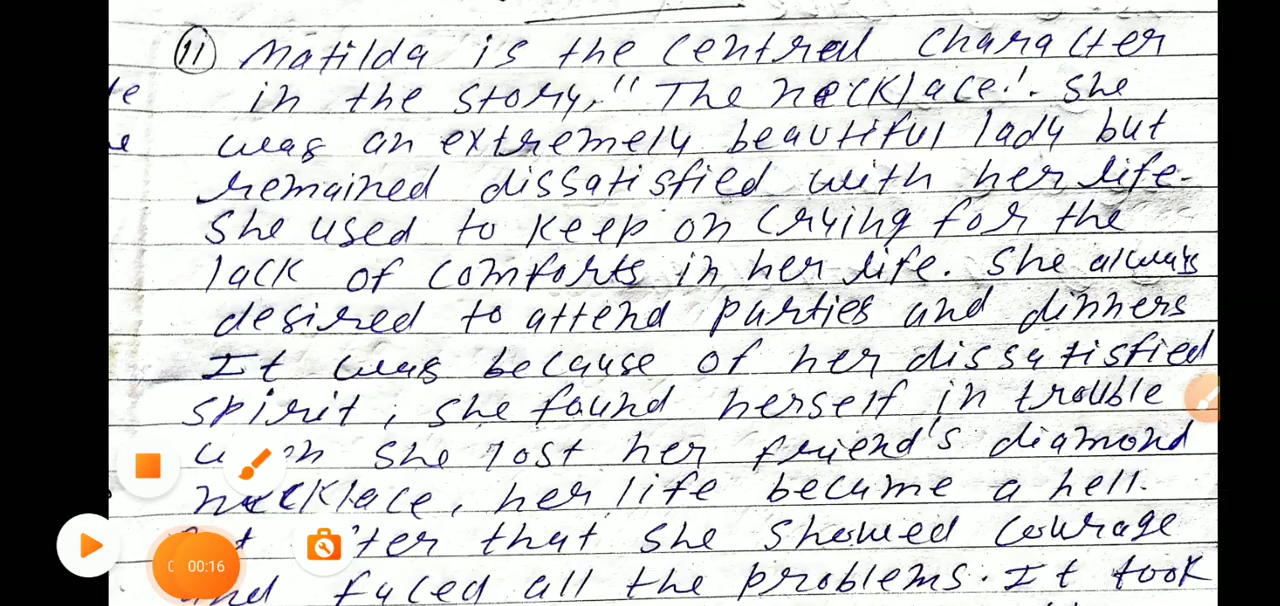 11 Matilda is the central character
te in the story, "The necklace'. She
e was an extremely beautiful lady but
remained dissatisfied with her life.
She used to keep on crying for the
lack of comforts in her life. She always
desired to attend parties and dinners
It was because of her dissatisfied
spirit, she found herself in trouble
she lost her friend's diamond
necklace, her life became a hell.
that she showed courage
00:16
and faced all the problems. It took